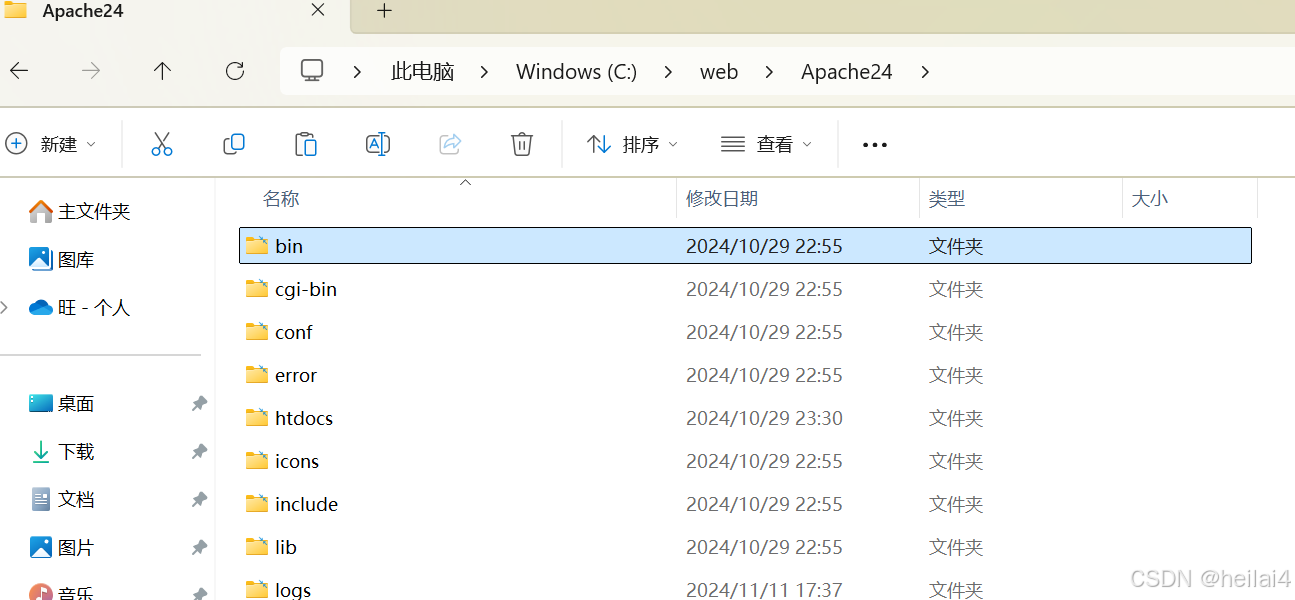 Apache24
此电脑 Windows (C:) web Apache24
新建 排序 查看
名称 修改日期 类型 大小
主文件夹
图库
旺 - 个人
桌面
下载
文档
图片
音乐
bin 2024/10/29 22:55 文件夹
cgi-bin 2024/10/29 22:55 文件夹
conf 2024/10/29 22:55 文件夹
error 2024/10/29 22:55 文件夹
htdocs 2024/10/29 23:30 文件夹
icons 2024/10/29 22:55 文件夹
include 2024/10/29 22:55 文件夹
lib 2024/10/29 22:55 文件夹
logs 2024/11/11 17:37 文件夹
CSDN @heilai4